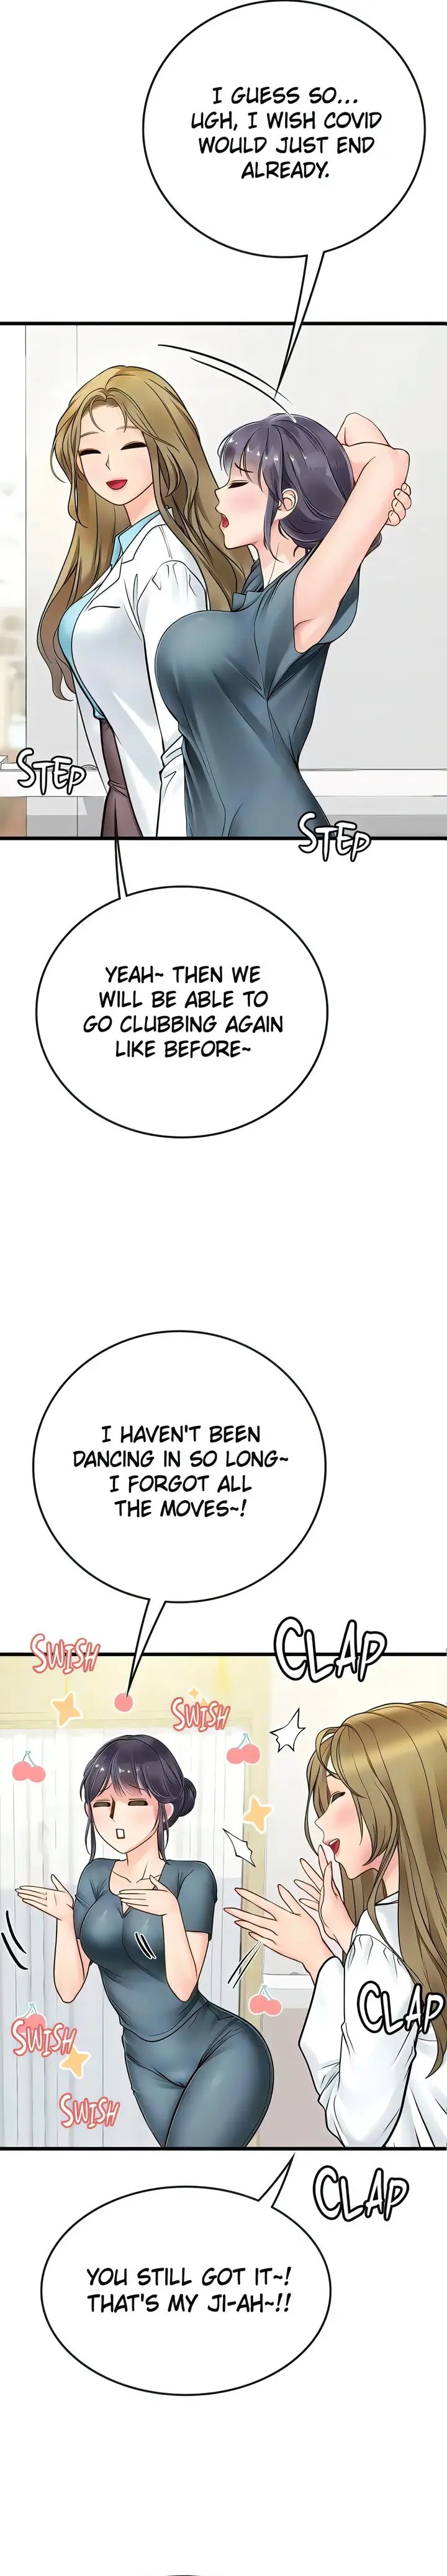 I GUESS SO...
UGH, I WISH COVID
WOULD JUST END
ALREADY.
STEP
STEP
YEAH~ THEN WE
WILL BE ABLE TO
GO CLUBBING AGAIN
LIKE BEFORE~
I HAVEN'T BEEN
DANCING IN SO LONG~
I FORGOT ALL
THE MOVES~!
SWISH
CLAP
SWISH
CLAP
SWISH
SWISH
CLAP
YOU STILL GOT IT~!
THAT'S MY JI-AH~!!